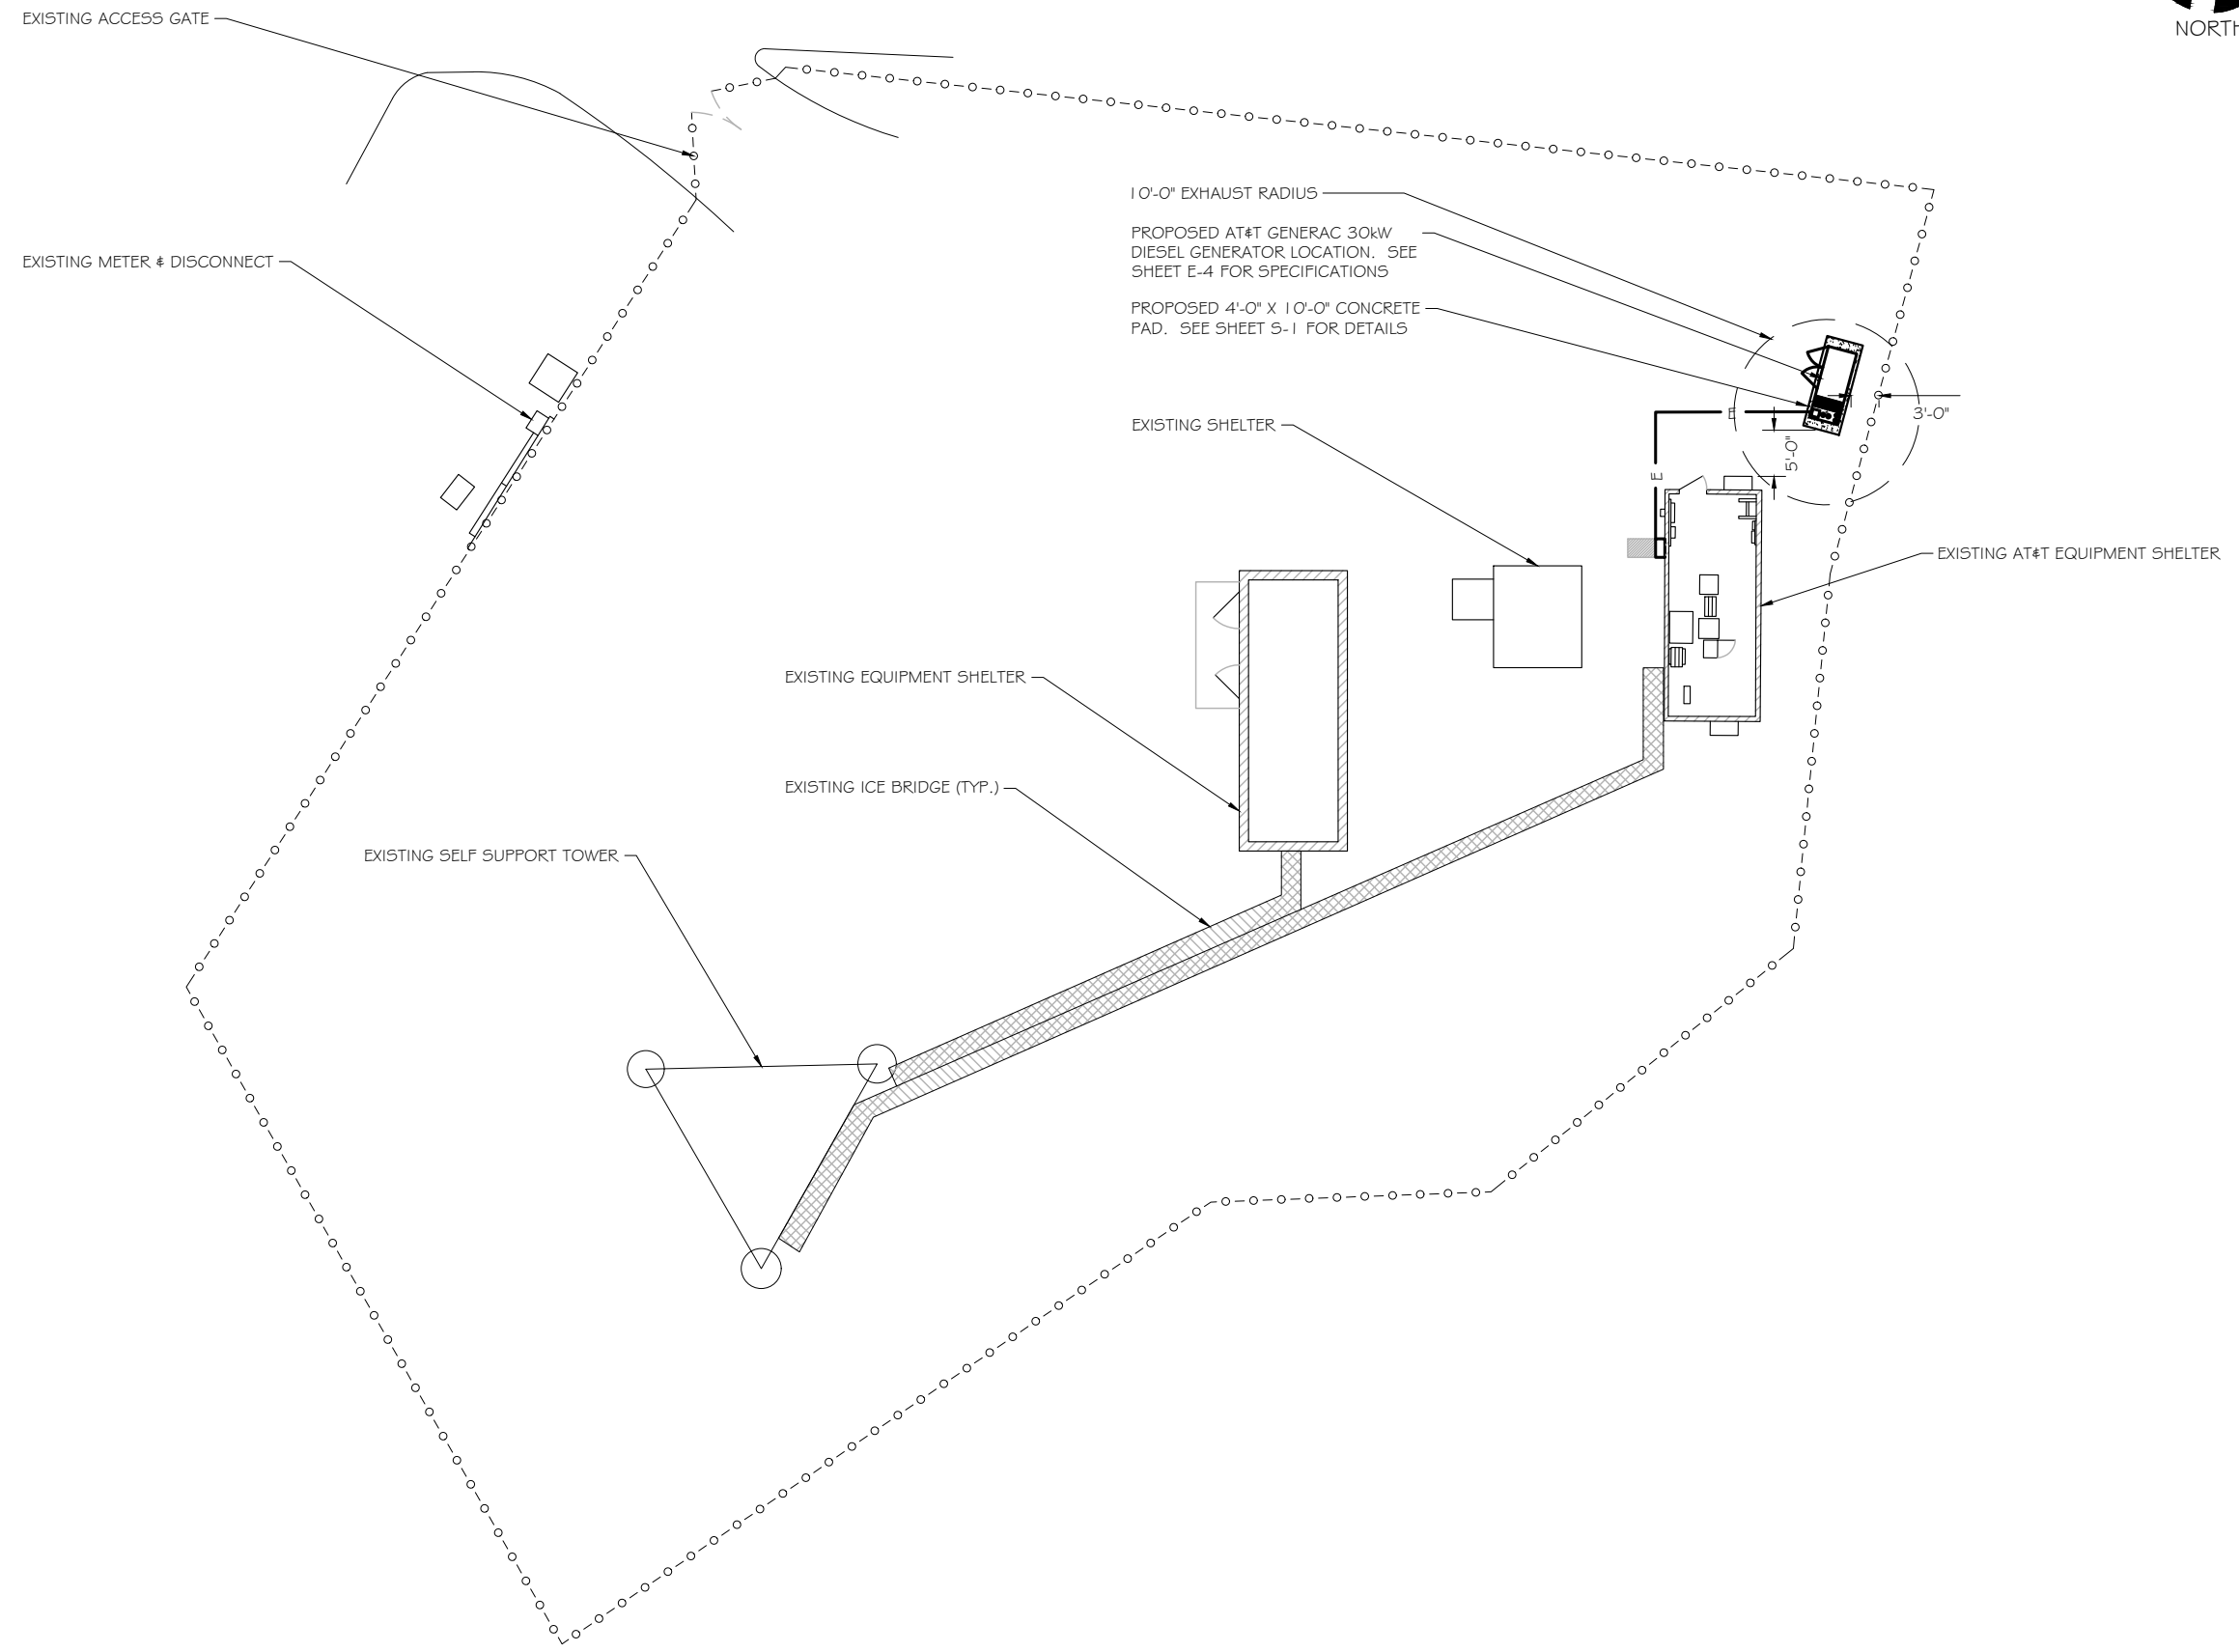 EXISTING ACCESS GATE
NORTH
10'-0" EXHAUST RADIUS
PROPOSED AT&T GENERAC 30kW
DIESEL GENERATOR LOCATION. SEE
SHEET E-4 FOR SPECIFICATIONS
EXISTING METER & DISCONNECT
PROPOSED 4'-0" X 10'-0" CONCRETE
PAD. SEE SHEET S-1 FOR DETAILS
E
3'-0"
EXISTING SHELTER
5'-0"
E
EXISTING AT&T EQUIPMENT SHELTER
EXISTING EQUIPMENT SHELTER
EXISTING ICE BRIDGE (TYP.)
EXISTING SELF SUPPORT TOWER